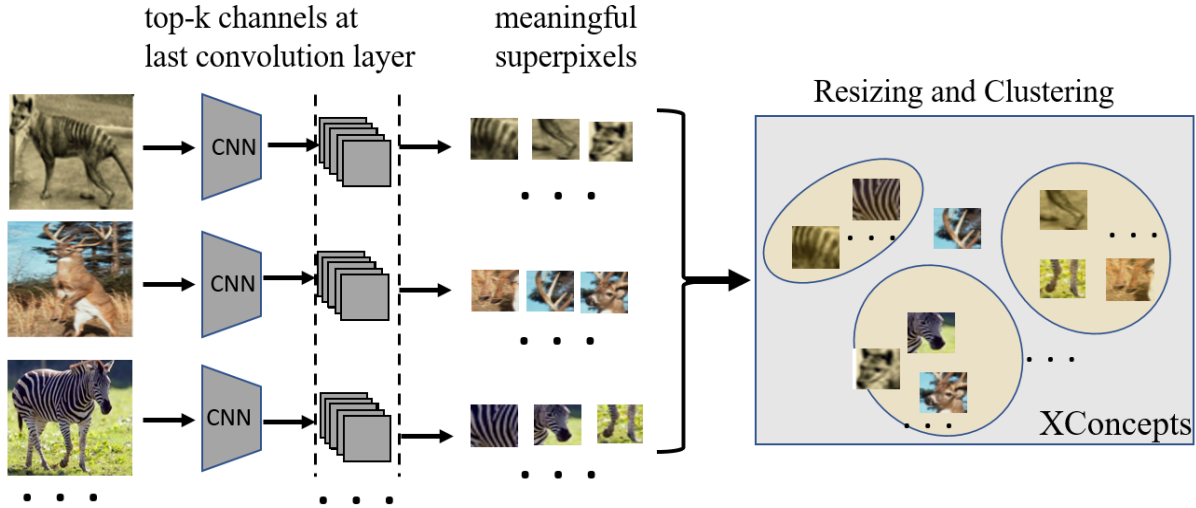 top-k channels at
last convolution layer
meaningful
superpixels
Resizing and Clustering
CNN
CNN
CNN
XConcepts